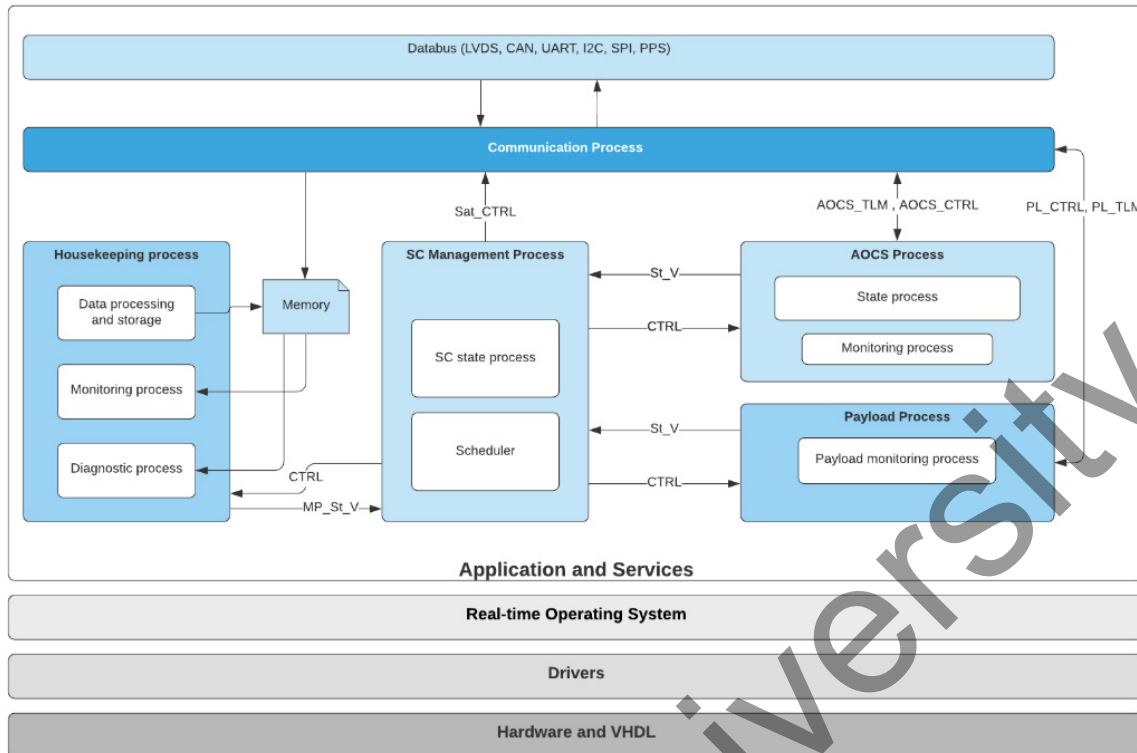 Databus (LVDS, CAN, UART, I2C, SPI, PPS)
Communication Process
Sat_CTRL
AOCS_TLM , AOCS_CTRL
PL_CTRL, PL_TLM
Housekeeping process
Data processing
and storage
Monitoring process
Diagnostic process
Memory
CTRL
MP_St_V
SC Management Process
SC state process
Scheduler
St_V
CTRL
St_V
CTRL
AOCS Process
State process
Monitoring process
Payload Process
Payload monitoring process
Application and Services
Real-time Operating System
Drivers
Hardware and VHDL
iversity